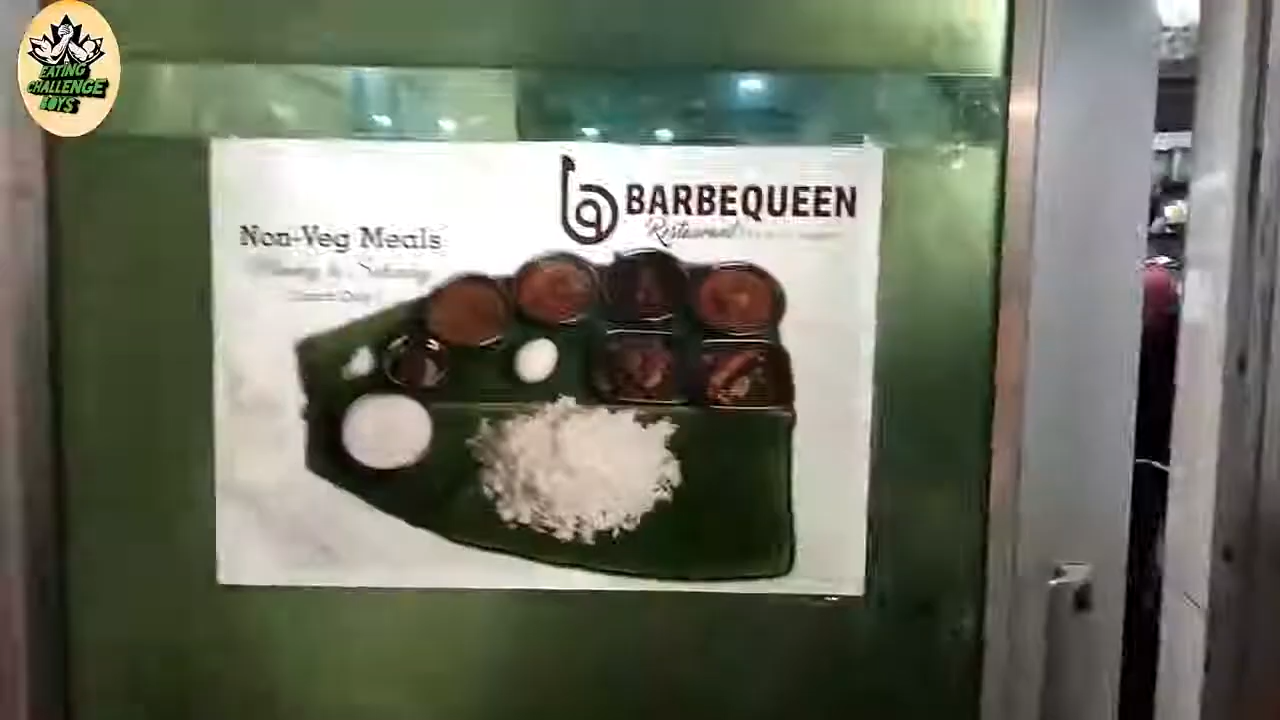 EATING
CHALLENGE
BOYS
BARBEQUEEN
Restaurant
Non-Veg Meals